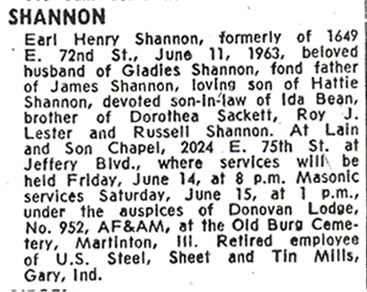 SHANNON
Earl Henry Shannon, formerly of 1649
E. 72nd St., June 11, 1963, beloved
husband of Gladies Shannon, fond father
of James Shannon, loving son of Hattie
Shannon, devoted son-in-law of Ida Bean,
brother of Dorothea Sackett, Roy J.
Lester and Russell Shannon. At Lain
and Son Chapel, 2024 E. 75th St. at
Jeffery Blvd., where services will be
held Friday, June 14, at 8 p.m. Masonic
services Saturday, June 15, at 1 p.m.,
under the auspices of Donovan Lodge,
No. 952, AF&AM, at the Old Burg Ceme-
tery, Martinton, Ill. Retired employee
of U.S. Steel, Sheet and Tin Mills,
Gary, Ind.